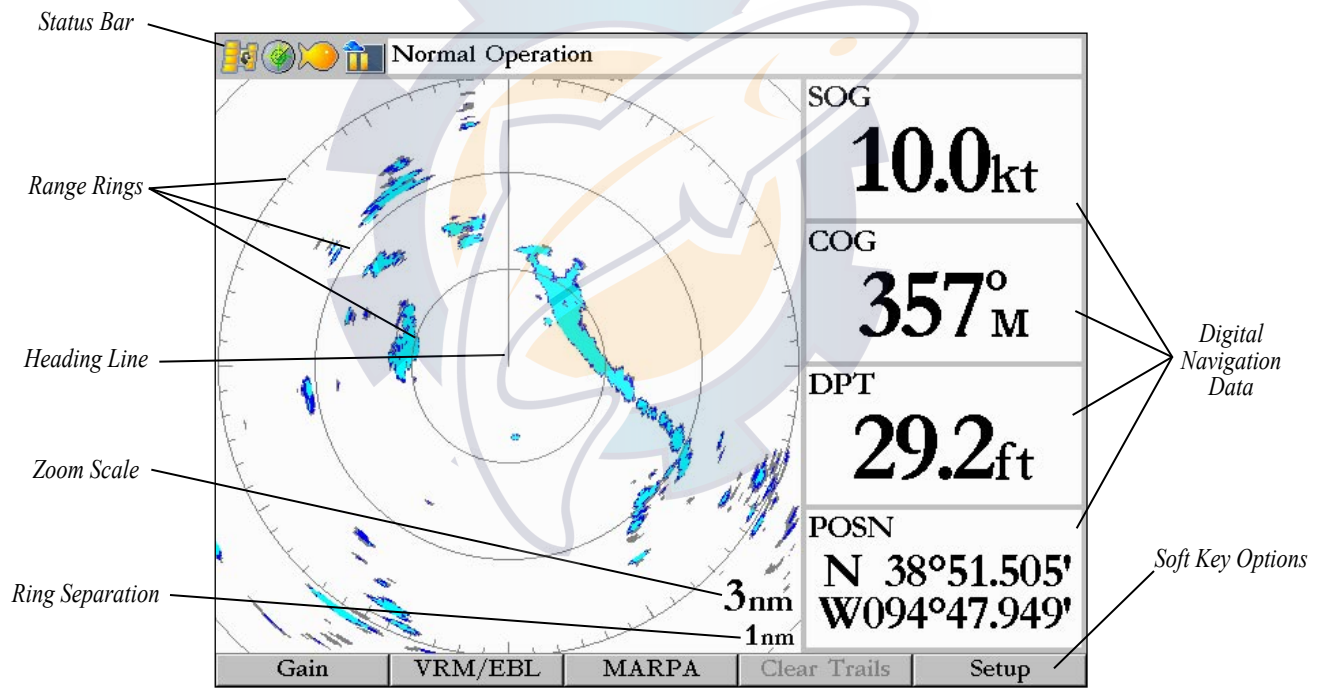 Status Bar
Normal Operation
SOG
10.0kt
Range Rings
COG
357°M
Heading Line
Digital
Navigation
Data
DPT
29.2ft
Zoom Scale
POSN
N 38°51.505'
W094°47.949'
Soft Key Options
3nm
Ring Separation
1nm
Gain
VRM/EBL
MARPA
Clear Trails
Setup